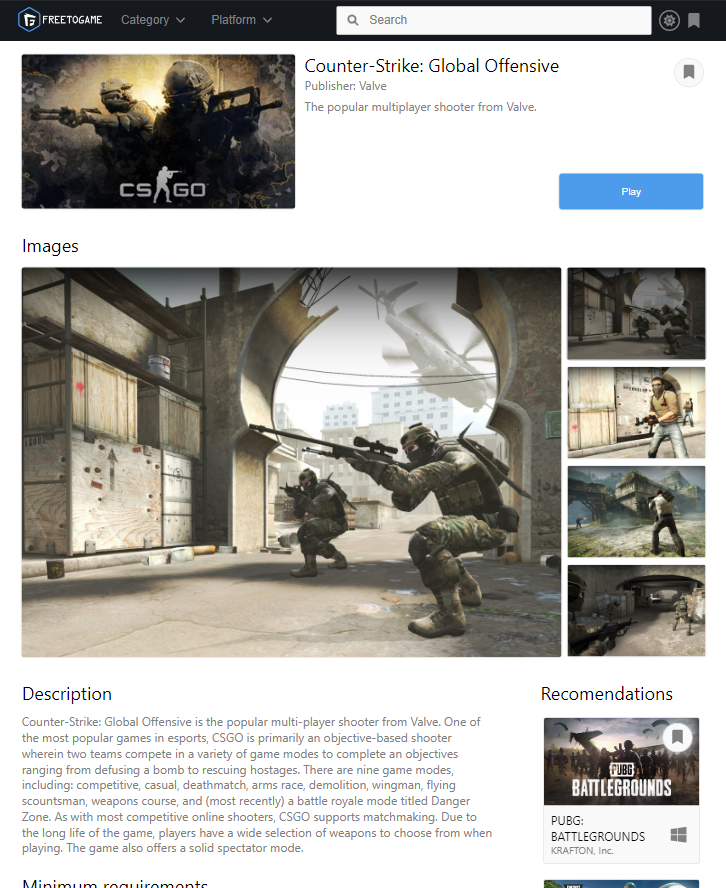 FREETOGAME Category Platform Search
Counter-Strike: Global Offensive
Publisher: Valve
The popular multiplayer shooter from Valve.
CS GO
Play
Images
Description
Counter-Strike: Global Offensive is the popular multi-player shooter from Valve. One of
the most popular games in esports, CSGO is primarily an objective-based shooter
wherein two teams compete in a variety of game modes to complete an objectives
ranging from defusing a bomb to rescuing hostages. There are nine game modes,
including: competitive, casual, deathmatch, arms race, demolition, wingman, flying
scountsman, weapons course, and (most recently) a battle royale mode titled Danger
Zone. As with most competitive online shooters, CSGO supports matchmaking. Due to
the long life of the game, players have a wide selection of weapons to choose from when
playing. The game also offers a solid spectator mode.
Minimum requirements
Recomendations
PUBG
BATTLEGROUNDS
PUBG:
BATTLEGROUNDS
KRAFTON, Inc.